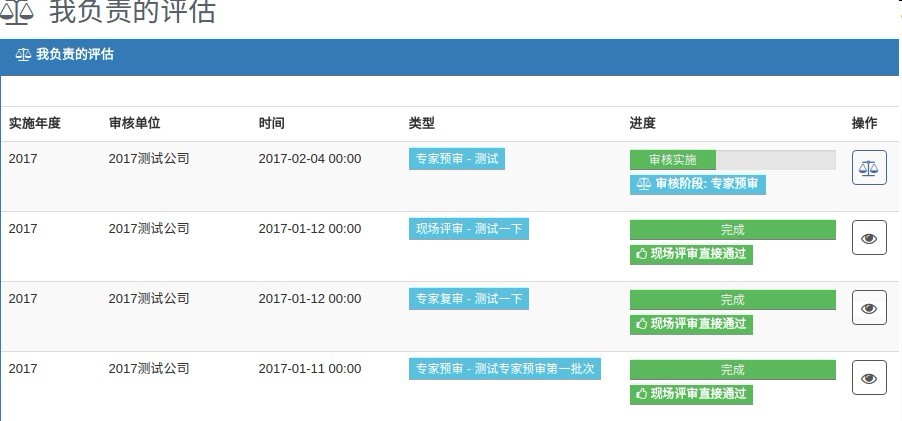 我负责的评估
我负责的评估
实施年度 审核单位 时间 类型 进度 操作
2017 2017测试公司 2017-02-04 00:00 专家预审 - 测试 审核实施
审核阶段: 专家预审
2017 2017测试公司 2017-01-12 00:00 现场评审 - 测试一下 完成
现场评审直接通过
2017 2017测试公司 2017-01-12 00:00 专家复审 - 测试一下 完成
现场评审直接通过
2017 2017测试公司 2017-01-11 00:00 专家预审 - 测试专家预审第一批次 完成
现场评审直接通过